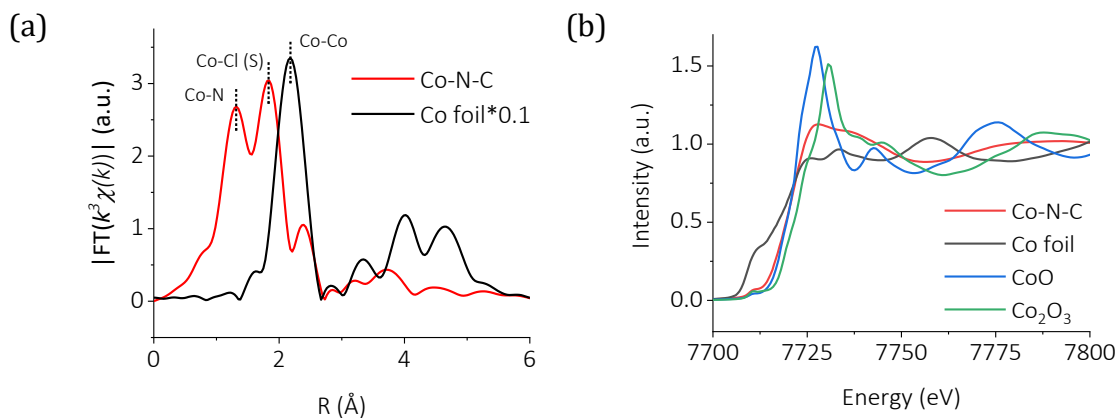 (a)
Co-Co
Co-Cl (S)
Co-N
Co-N-C
Co foil*0.1
|FT(k³χ(k))| (a.u.)
3
2
1
0
0 2 4 6
R (Å)
(b)
Intensity (a.u.)
1.5
1.0
0.5
0.0
Co-N-C
Co foil
CoO
Co₂O₃
7700 7725 7750 7775 7800
Energy (eV)